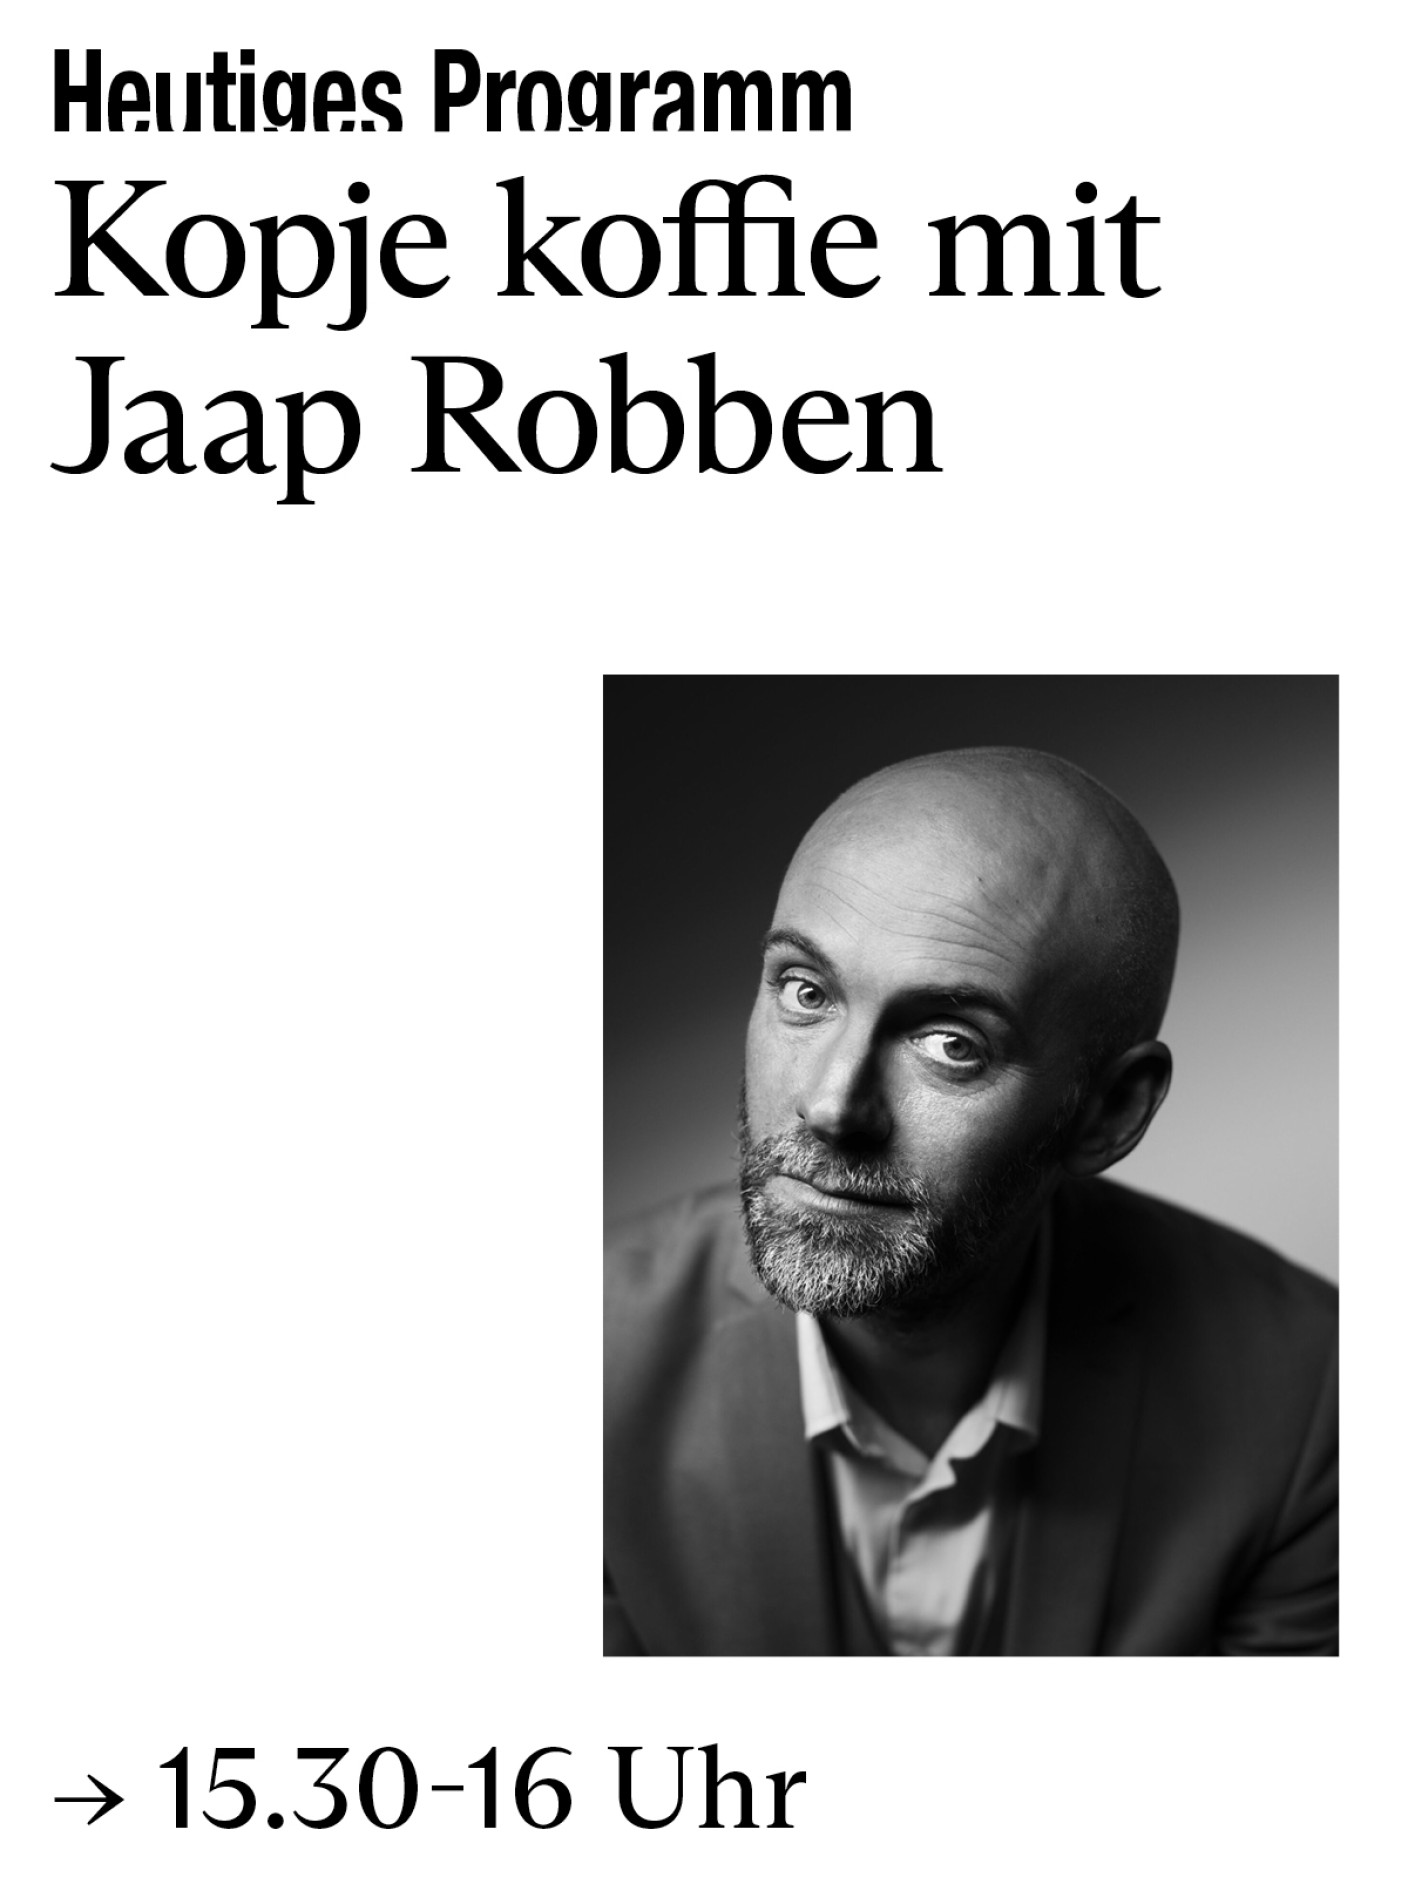 Heutiges Programm
Kopje koffie mit
Jaap Robben
→ 15.30-16 Uhr